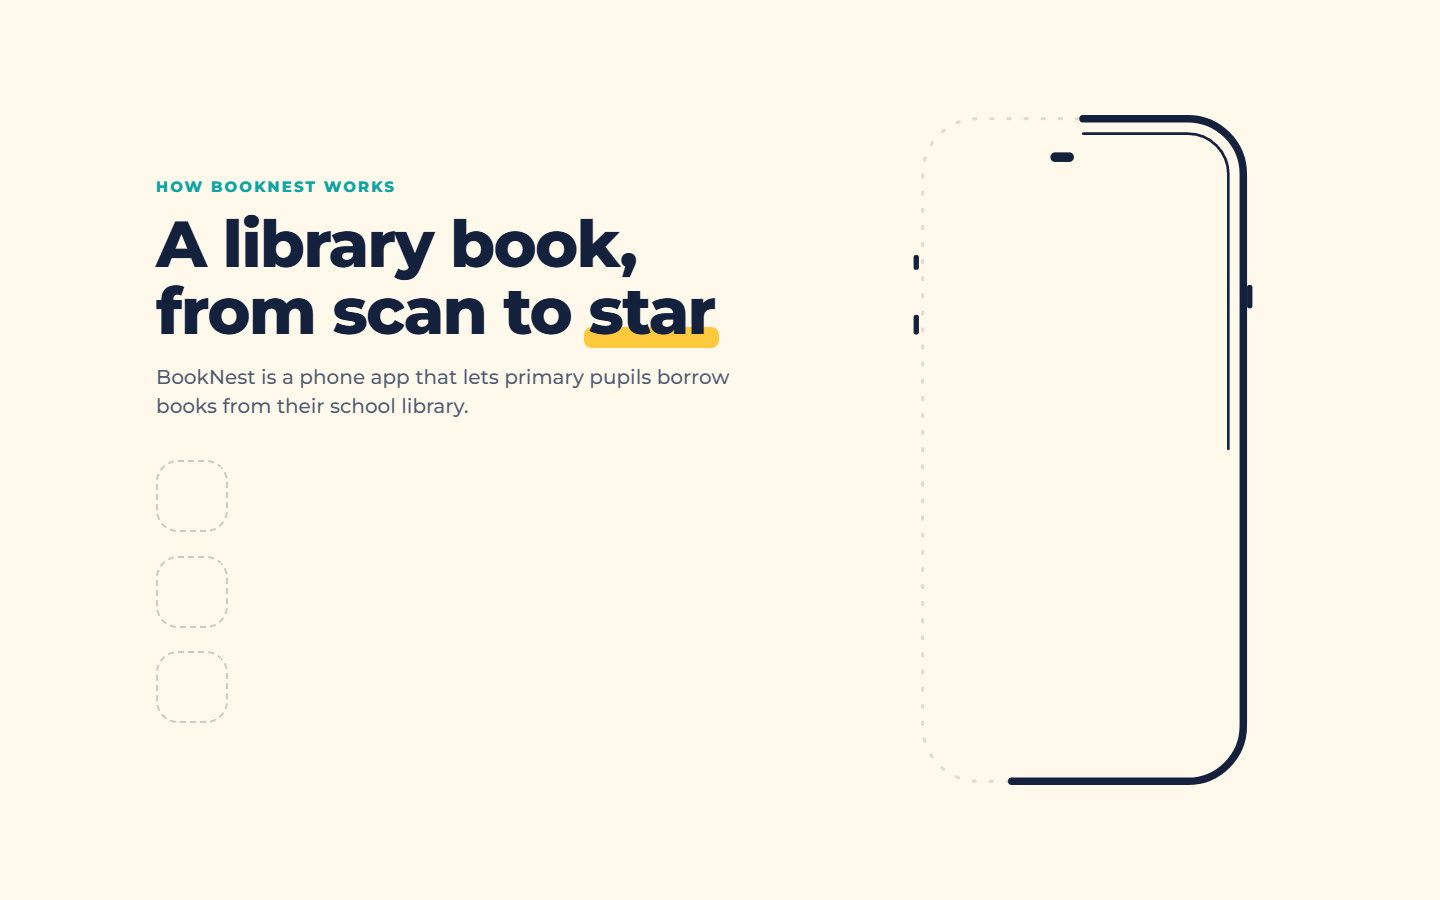 HOW BOOKNEST WORKS
A library book,
from scan to star
BookNest is a phone app that lets primary pupils borrow
books from their school library.